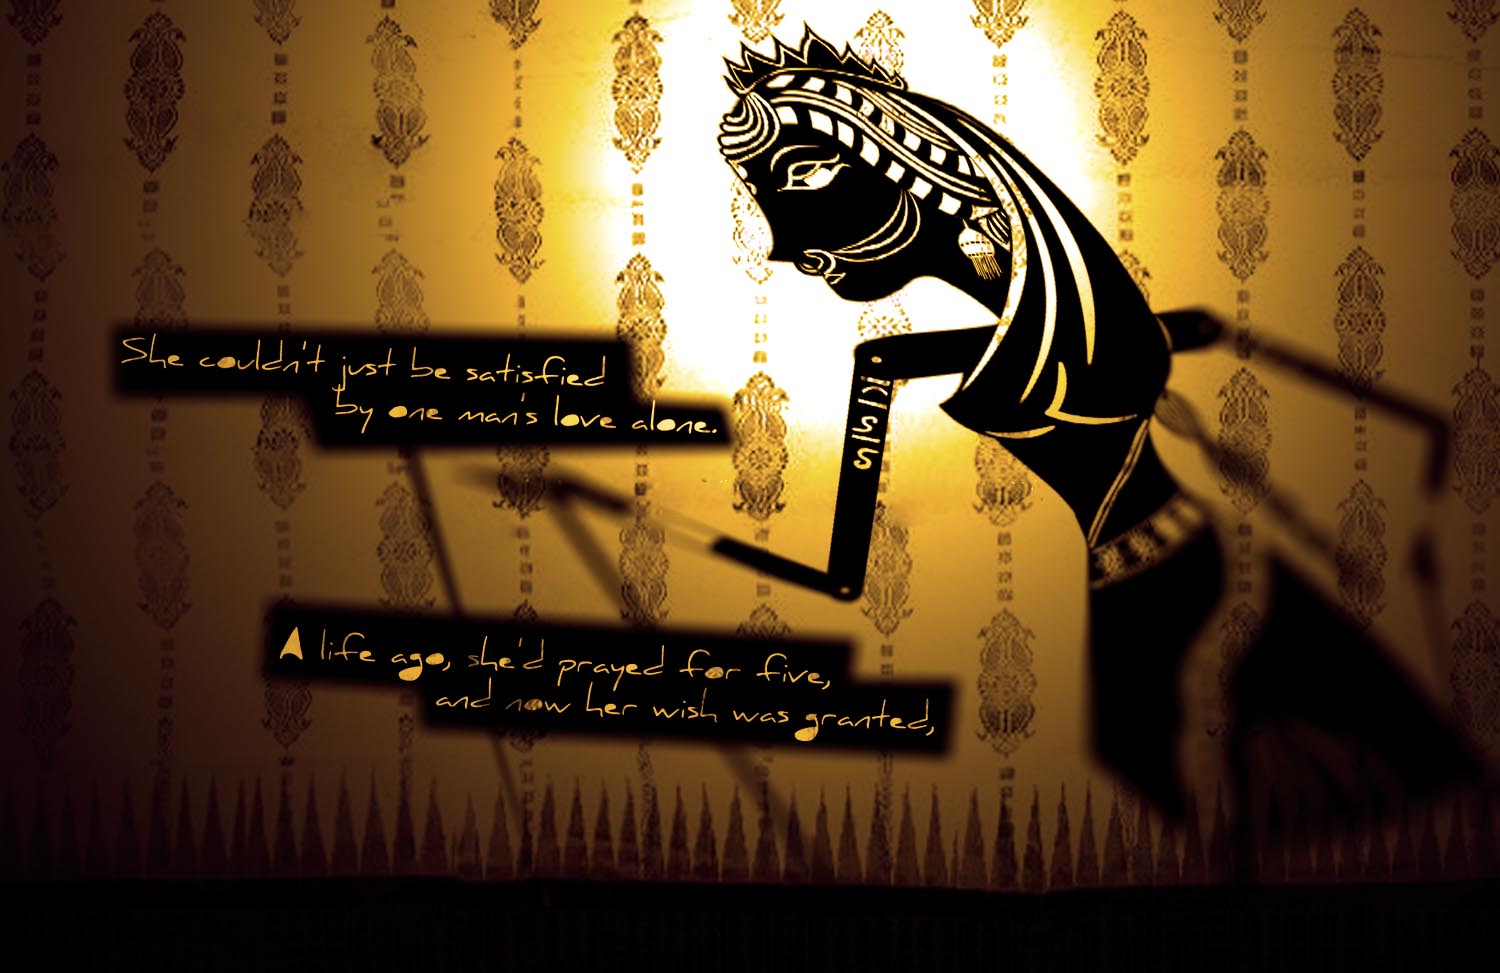 She couldn't just be satisfied
by one man's love alone.
A life ago, she'd prayed for five,
and now her wish was granted,